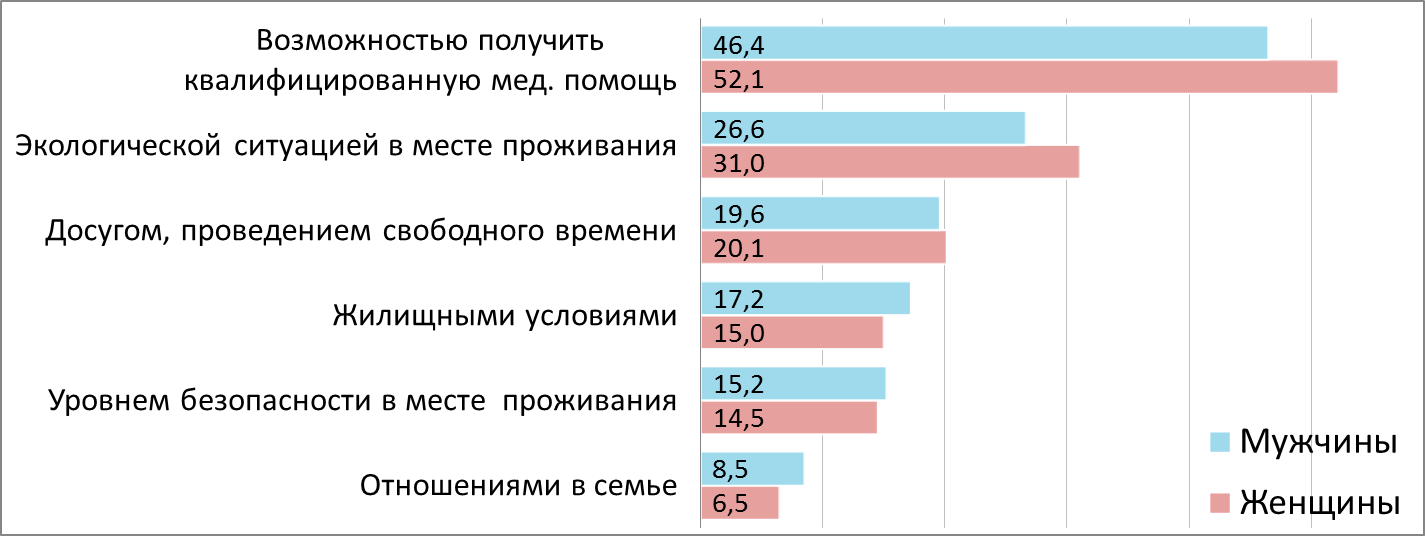 Возможностью получить
квалифицированную мед. помощь
46,4
52,1
Экологической ситуацией в месте проживания
26,6
31,0
Досугом, проведением свободного времени
19,6
20,1
Жилищными условиями
17,2
15,0
Уровнем безопасности в месте проживания
15,2
14,5
Отношениями в семье
8,5
6,5
Мужчины
Женщины